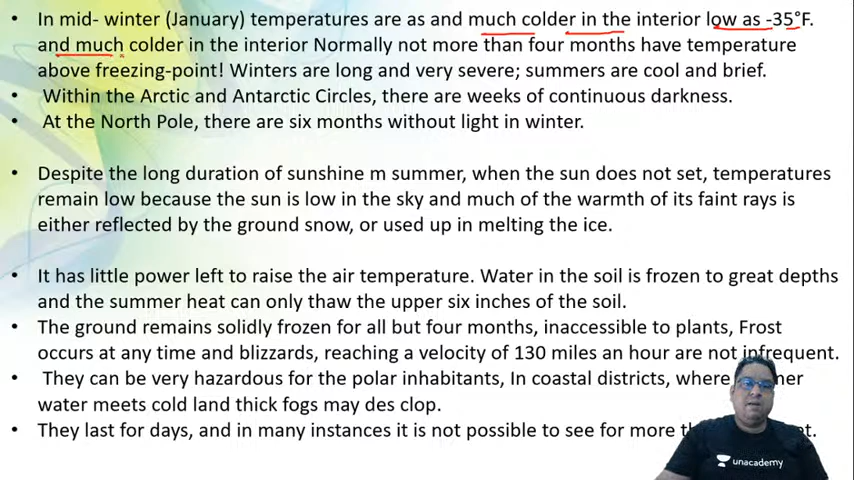 • In mid- winter (January) temperatures are as and much colder in the interior low as -35°F.
and much colder in the interior Normally not more than four months have temperature
above freezing-point! Winters are long and very severe; summers are cool and brief.
• Within the Arctic and Antarctic Circles, there are weeks of continuous darkness.
• At the North Pole, there are six months without light in winter.
• Despite the long duration of sunshine m summer, when the sun does not set, temperatures
remain low because the sun is low in the sky and much of the warmth of its faint rays is
either reflected by the ground snow, or used up in melting the ice.
• It has little power left to raise the air temperature. Water in the soil is frozen to great depths
and the summer heat can only thaw the upper six inches of the soil.
• The ground remains solidly frozen for all but four months, inaccessible to plants, Frost
occurs at any time and blizzards, reaching a velocity of 130 miles an hour are not infrequent.
• They can be very hazardous for the polar inhabitants, In coastal districts, where
water meets cold land thick fogs may des clop.
• They last for days, and in many instances it is not possible to see for more
unacademy